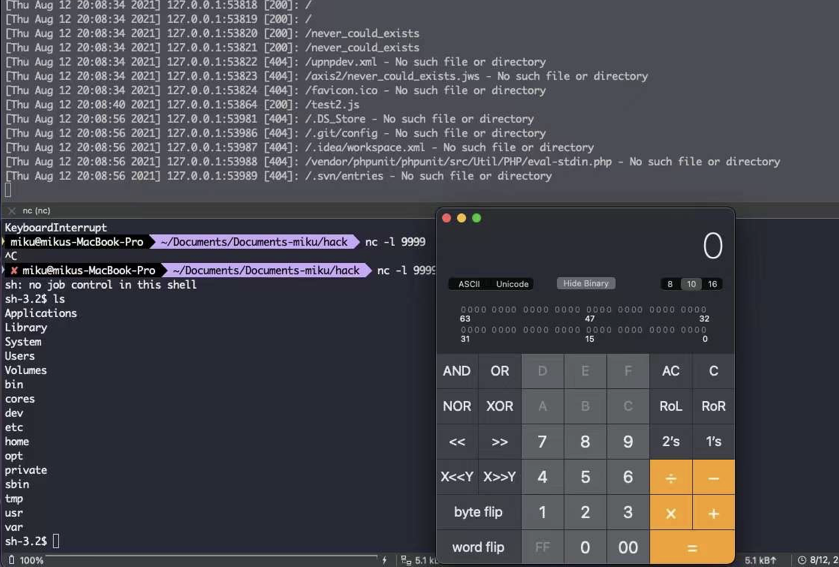 [Thu Aug 12 20:08:34 2021] 127.0.0.1:53818 [200]: /
[Thu Aug 12 20:08:34 2021] 127.0.0.1:53819 [200]: /
[Thu Aug 12 20:08:34 2021] 127.0.0.1:53820 [200]: /never_could_exists
[Thu Aug 12 20:08:34 2021] 127.0.0.1:53821 [200]: /never_could_exists
[Thu Aug 12 20:08:34 2021] 127.0.0.1:53822 [404]: /upnpdev.xml - No such file or directory
[Thu Aug 12 20:08:34 2021] 127.0.0.1:53823 [404]: /axis2/never_could_exists.jws - No such file or directory
[Thu Aug 12 20:08:34 2021] 127.0.0.1:53824 [404]: /favicon.ico - No such file or directory
[Thu Aug 12 20:08:40 2021] 127.0.0.1:53864 [200]: /test2.js
[Thu Aug 12 20:08:56 2021] 127.0.0.1:53981 [404]: /.DS_Store - No such file or directory
[Thu Aug 12 20:08:56 2021] 127.0.0.1:53986 [404]: /.git/config - No such file or directory
[Thu Aug 12 20:08:56 2021] 127.0.0.1:53987 [404]: /.idea/workspace.xml - No such file or directory
[Thu Aug 12 20:08:56 2021] 127.0.0.1:53988 [404]: /vendor/phpunit/phpunit/src/Util/PHP/eval-stdin.php - No such file or directory
[Thu Aug 12 20:08:56 2021] 127.0.0.1:53989 [404]: /.svn/entries - No such file or directory
nc (nc)
KeyboardInterrupt
miku@mikus-MacBook-Pro ~/Documents/Documents-miku/hack nc -l 9999
^C
✘ miku@mikus-MacBook-Pro ~/Documents/Documents-miku/hack nc -l 9999
sh: no job control in this shell
sh-3.2$ ls
Applications
Library
System
Users
Volumes
bin
cores
dev
etc
home
opt
private
sbin
tmp
usr
var
sh-3.2$
0
ASCII Unicode Hide Binary 8 10 16
0000 0000 0000 0000 0000 0000 0000 0000
63 47 32
0000 0000 0000 0000 0000 0000 0000 0000
31 15 0
AND OR D E F AC C
NOR XOR A B C RoL RoR
<< >> 7 8 9 2's 1's
X<<Y X>>Y 4 5 6 ÷ −
byte flip 1 2 3 × +
word flip FF 0 00 =
100% 5.1 k 5.1 kB↑ 8/12, 2